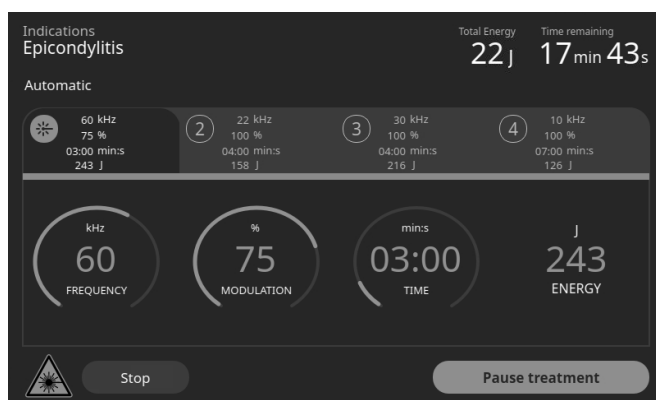 Indications
Epicondylitis
Total Energy
22 J
Time remaining
17 min 43 s
Automatic
60 kHz
75 %
03:00 min:s
243 J
2
22 kHz
100 %
04:00 min:s
158 J
3
30 kHz
100 %
04:00 min:s
216 J
4
10 kHz
100 %
07:00 min:s
126 J
kHz
60
FREQUENCY
%
75
MODULATION
min:s
03:00
TIME
J
243
ENERGY
Stop
Pause treatment